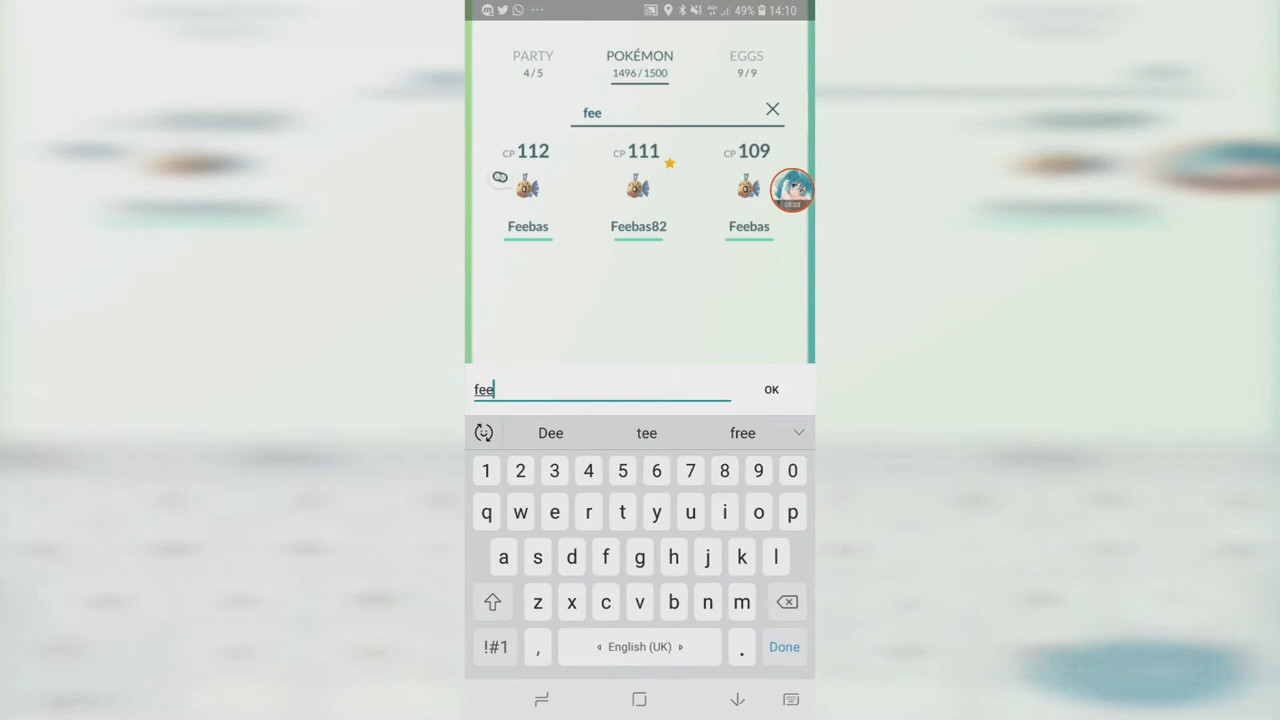 49% 14:10
PARTY POKÉMON EGGS
4/5 1496/1500 9/9
fee
CP 112 CP 111 CP 109
Feebas Feebas82 Feebas
fee OK
Dee tee free
1 2 3 4 5 6 7 8 9 0
q w e r t y u i o p
a s d f g h j k l
z x c v b n m
!#1 , English (UK) . Done